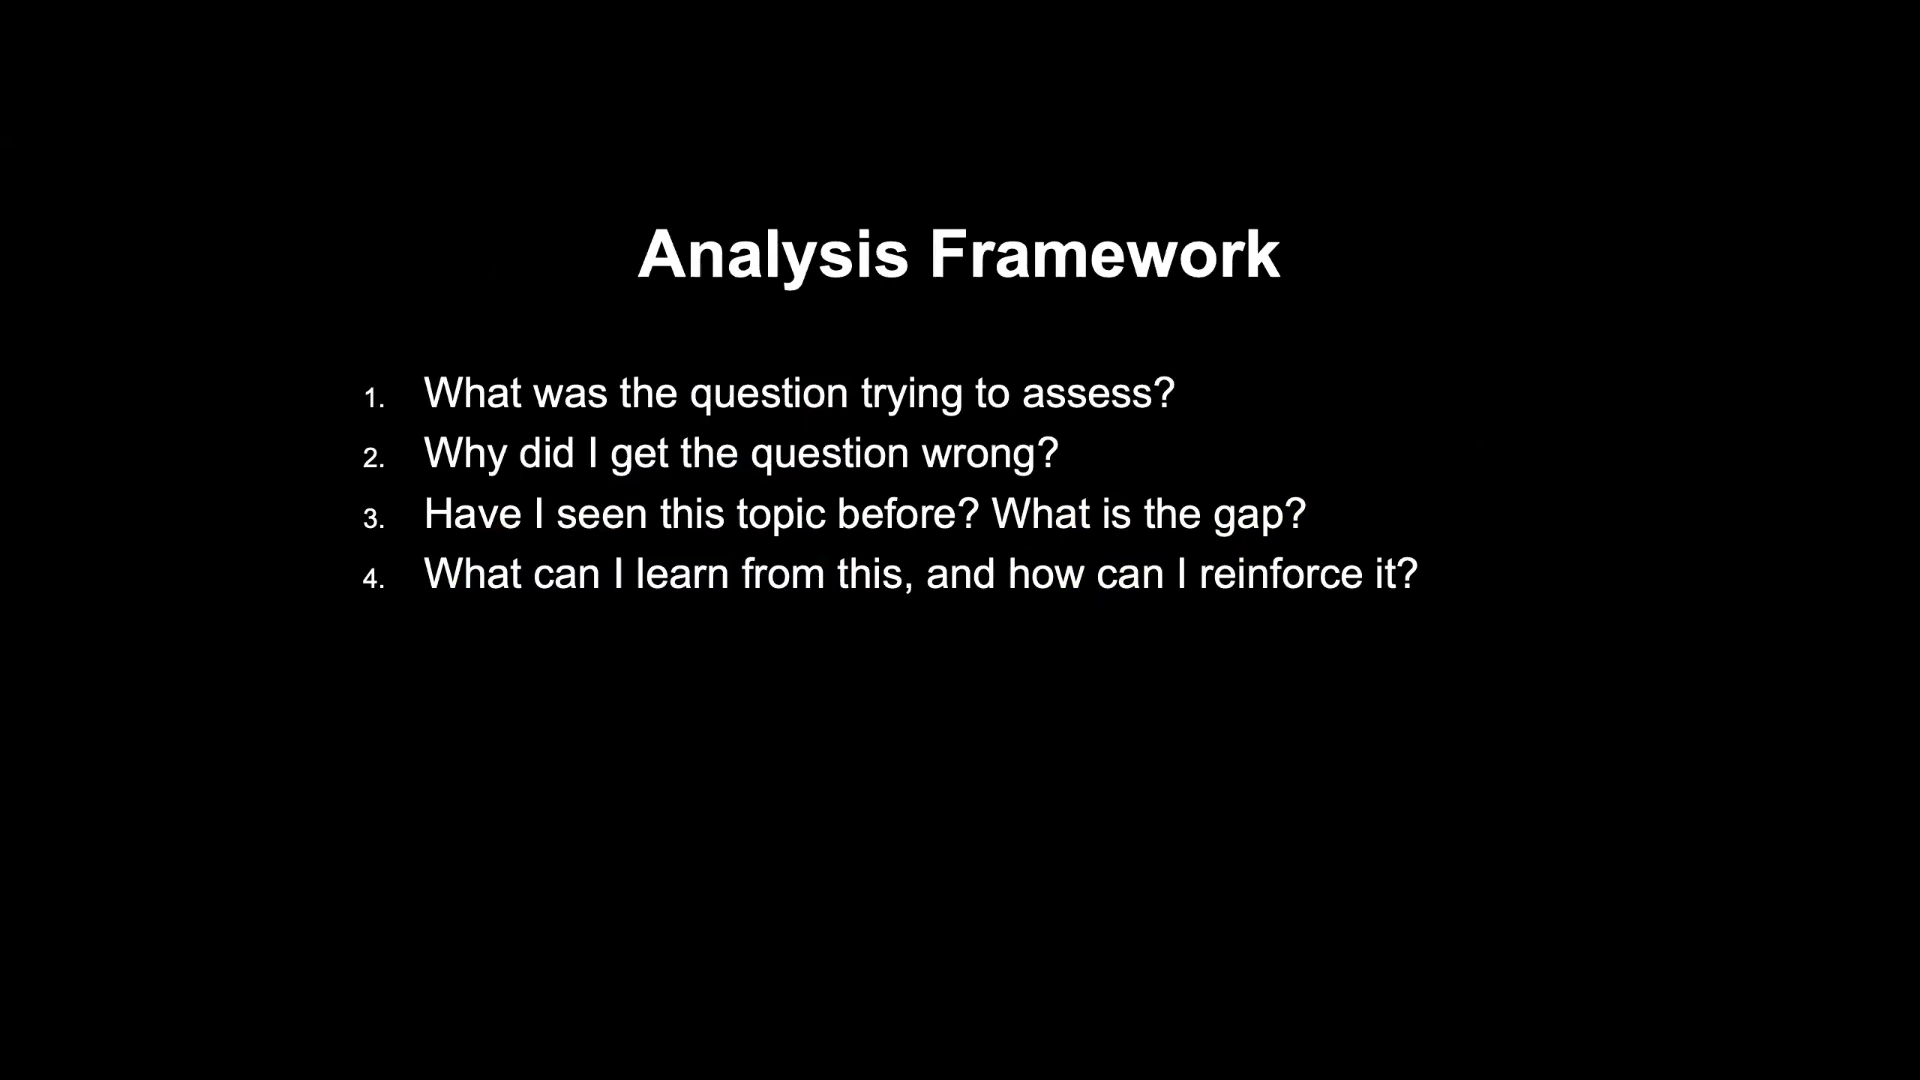 Analysis Framework
1. What was the question trying to assess?
2. Why did I get the question wrong?
3. Have I seen this topic before? What is the gap?
4. What can I learn from this, and how can I reinforce it?